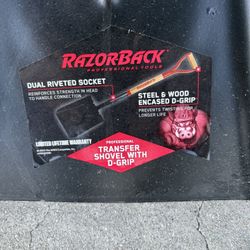 RAZORBACK
PROFESSIONAL TOOLS
DUAL RIVETED SOCKET
REINFORCES STRENGTH IN HEAD
TO HANDLE CONNECTION
STEEL & WOOD
ENCASED D-GRIP
PREVENTS TWISTING FOR
LONGER LIFE
LIMITED LIFETIME WARRANTY
PROFESSIONAL
TRANSFER
SHOVEL WITH
D-GRIP